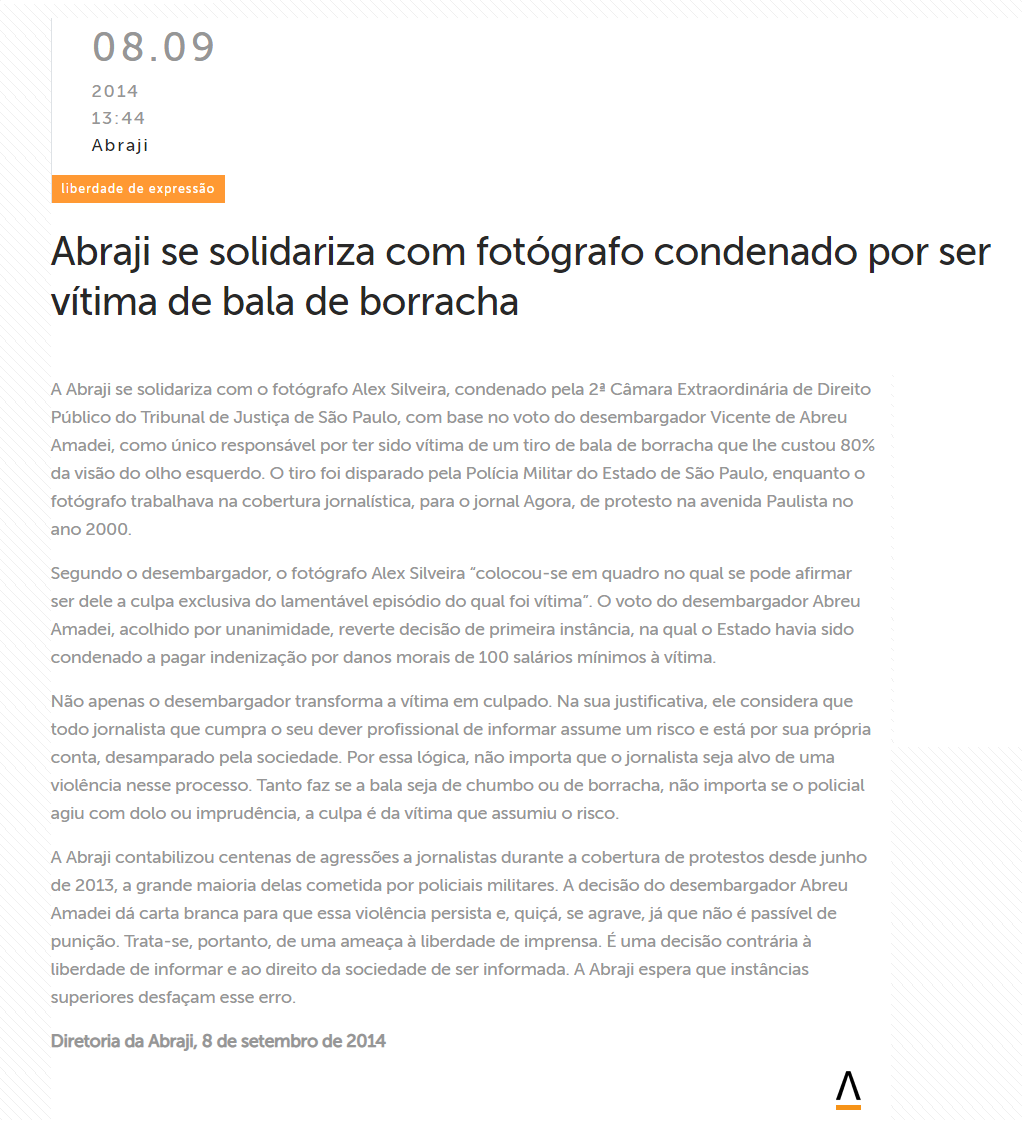 08.09
2014
13:44
Abraji
liberdade de expressão
Abraji se solidariza com fotógrafo condenado por ser
vítima de bala de borracha
A Abraji se solidariza com o fotógrafo Alex Silveira, condenado pela 2ª Câmara Extraordinária de Direito
Público do Tribunal de Justiça de São Paulo, com base no voto do desembargador Vicente de Abreu
Amadei, como único responsável por ter sido vítima de um tiro de bala de borracha que lhe custou 80%
da visão do olho esquerdo. O tiro foi disparado pela Polícia Militar do Estado de São Paulo, enquanto o
fotógrafo trabalhava na cobertura jornalística, para o jornal Agora, de protesto na avenida Paulista no
ano 2000.
Segundo o desembargador, o fotógrafo Alex Silveira “colocou-se em quadro no qual se pode afirmar
ser dele a culpa exclusiva do lamentável episódio do qual foi vítima”. O voto do desembargador Abreu
Amadei, acolhido por unanimidade, reverte decisão de primeira instância, na qual o Estado havia sido
condenado a pagar indenização por danos morais de 100 salários mínimos à vítima.
Não apenas o desembargador transforma a vítima em culpado. Na sua justificativa, ele considera que
todo jornalista que cumpra o seu dever profissional de informar assume um risco e está por sua própria
conta, desamparado pela sociedade. Por essa lógica, não importa que o jornalista seja alvo de uma
violência nesse processo. Tanto faz se a bala seja de chumbo ou de borracha, não importa se o policial
agiu com dolo ou imprudência, a culpa é da vítima que assumiu o risco.
A Abraji contabilizou centenas de agressões a jornalistas durante a cobertura de protestos desde junho
de 2013, a grande maioria delas cometida por policiais militares. A decisão do desembargador Abreu
Amadei dá carta branca para que essa violência persista e, quiçá, se agrave, já que não é passível de
punição. Trata-se, portanto, de uma ameaça à liberdade de imprensa. É uma decisão contrária à
liberdade de informar e ao direito da sociedade de ser informada. A Abraji espera que instâncias
superiores desfaçam esse erro.
Diretoria da Abraji, 8 de setembro de 2014